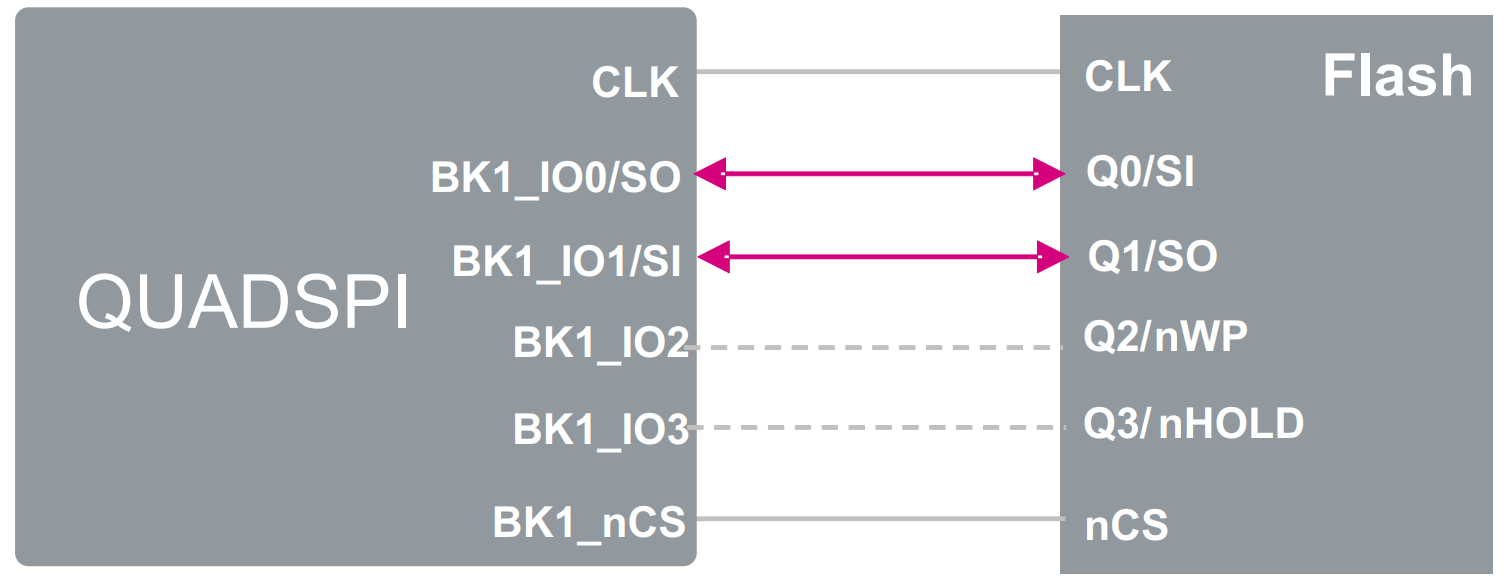 CLK
CLK
Flash
BK1_IO0/SO
Q0/SI
BK1_IO1/SI
Q1/SO
QUADSPI
BK1_IO2
Q2/nWP
BK1_IO3
Q3/nHOLD
BK1_nCS
nCS